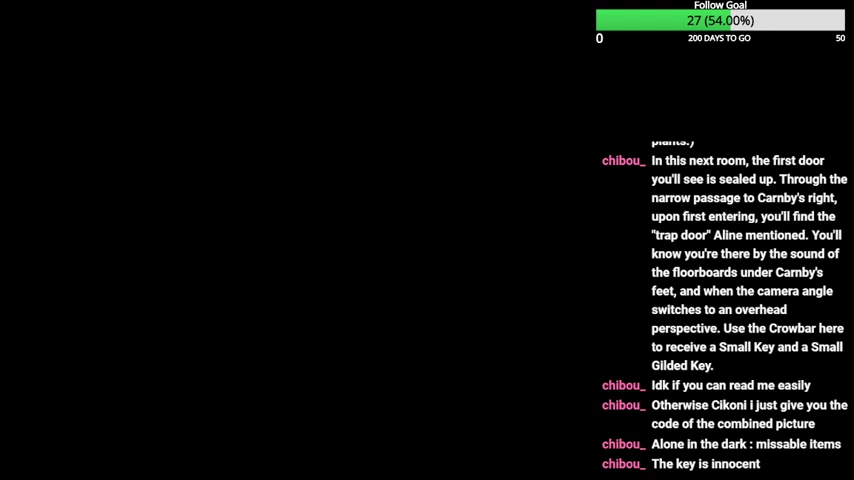 Follow Goal
27 (54.00%)
0 200 DAYS TO GO 50
plants.)
chibou_ In this next room, the first door
you'll see is sealed up. Through the
narrow passage to Carnby's right,
upon first entering, you'll find the
"trap door" Aline mentioned. You'll
know you're there by the sound of
the floorboards under Carnby's
feet, and when the camera angle
switches to an overhead
perspective. Use the Crowbar here
to receive a Small Key and a Small
Gilded Key.
chibou_ Idk if you can read me easily
chibou_ Otherwise Cikoni i just give you the
code of the combined picture
chibou_ Alone in the dark : missable items
chibou_ The key is innocent